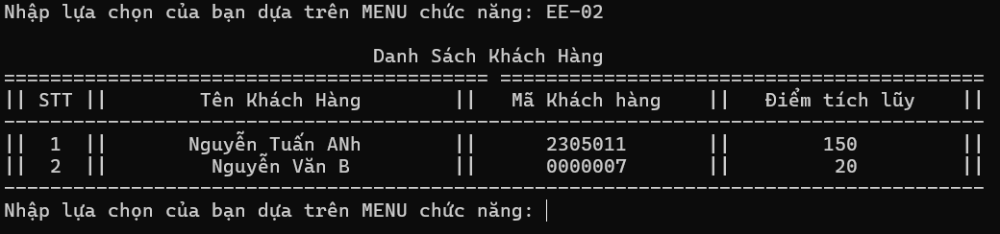 Nhập lựa chọn của bạn dựa trên MENU chức năng: EE-02
Danh Sách Khách Hàng
========================================== ==========================================
|| STT ||        Tên Khách Hàng        ||   Mã Khách hàng    ||   Điểm tích lũy    ||
-------------------------------------------------------------------------------------
||  1  ||       Nguyễn Tuấn ANh        ||      2305011       ||        150         ||
||  2  ||         Nguyễn Văn B         ||      0000007       ||         20         ||
-------------------------------------------------------------------------------------
Nhập lựa chọn của bạn dựa trên MENU chức năng: